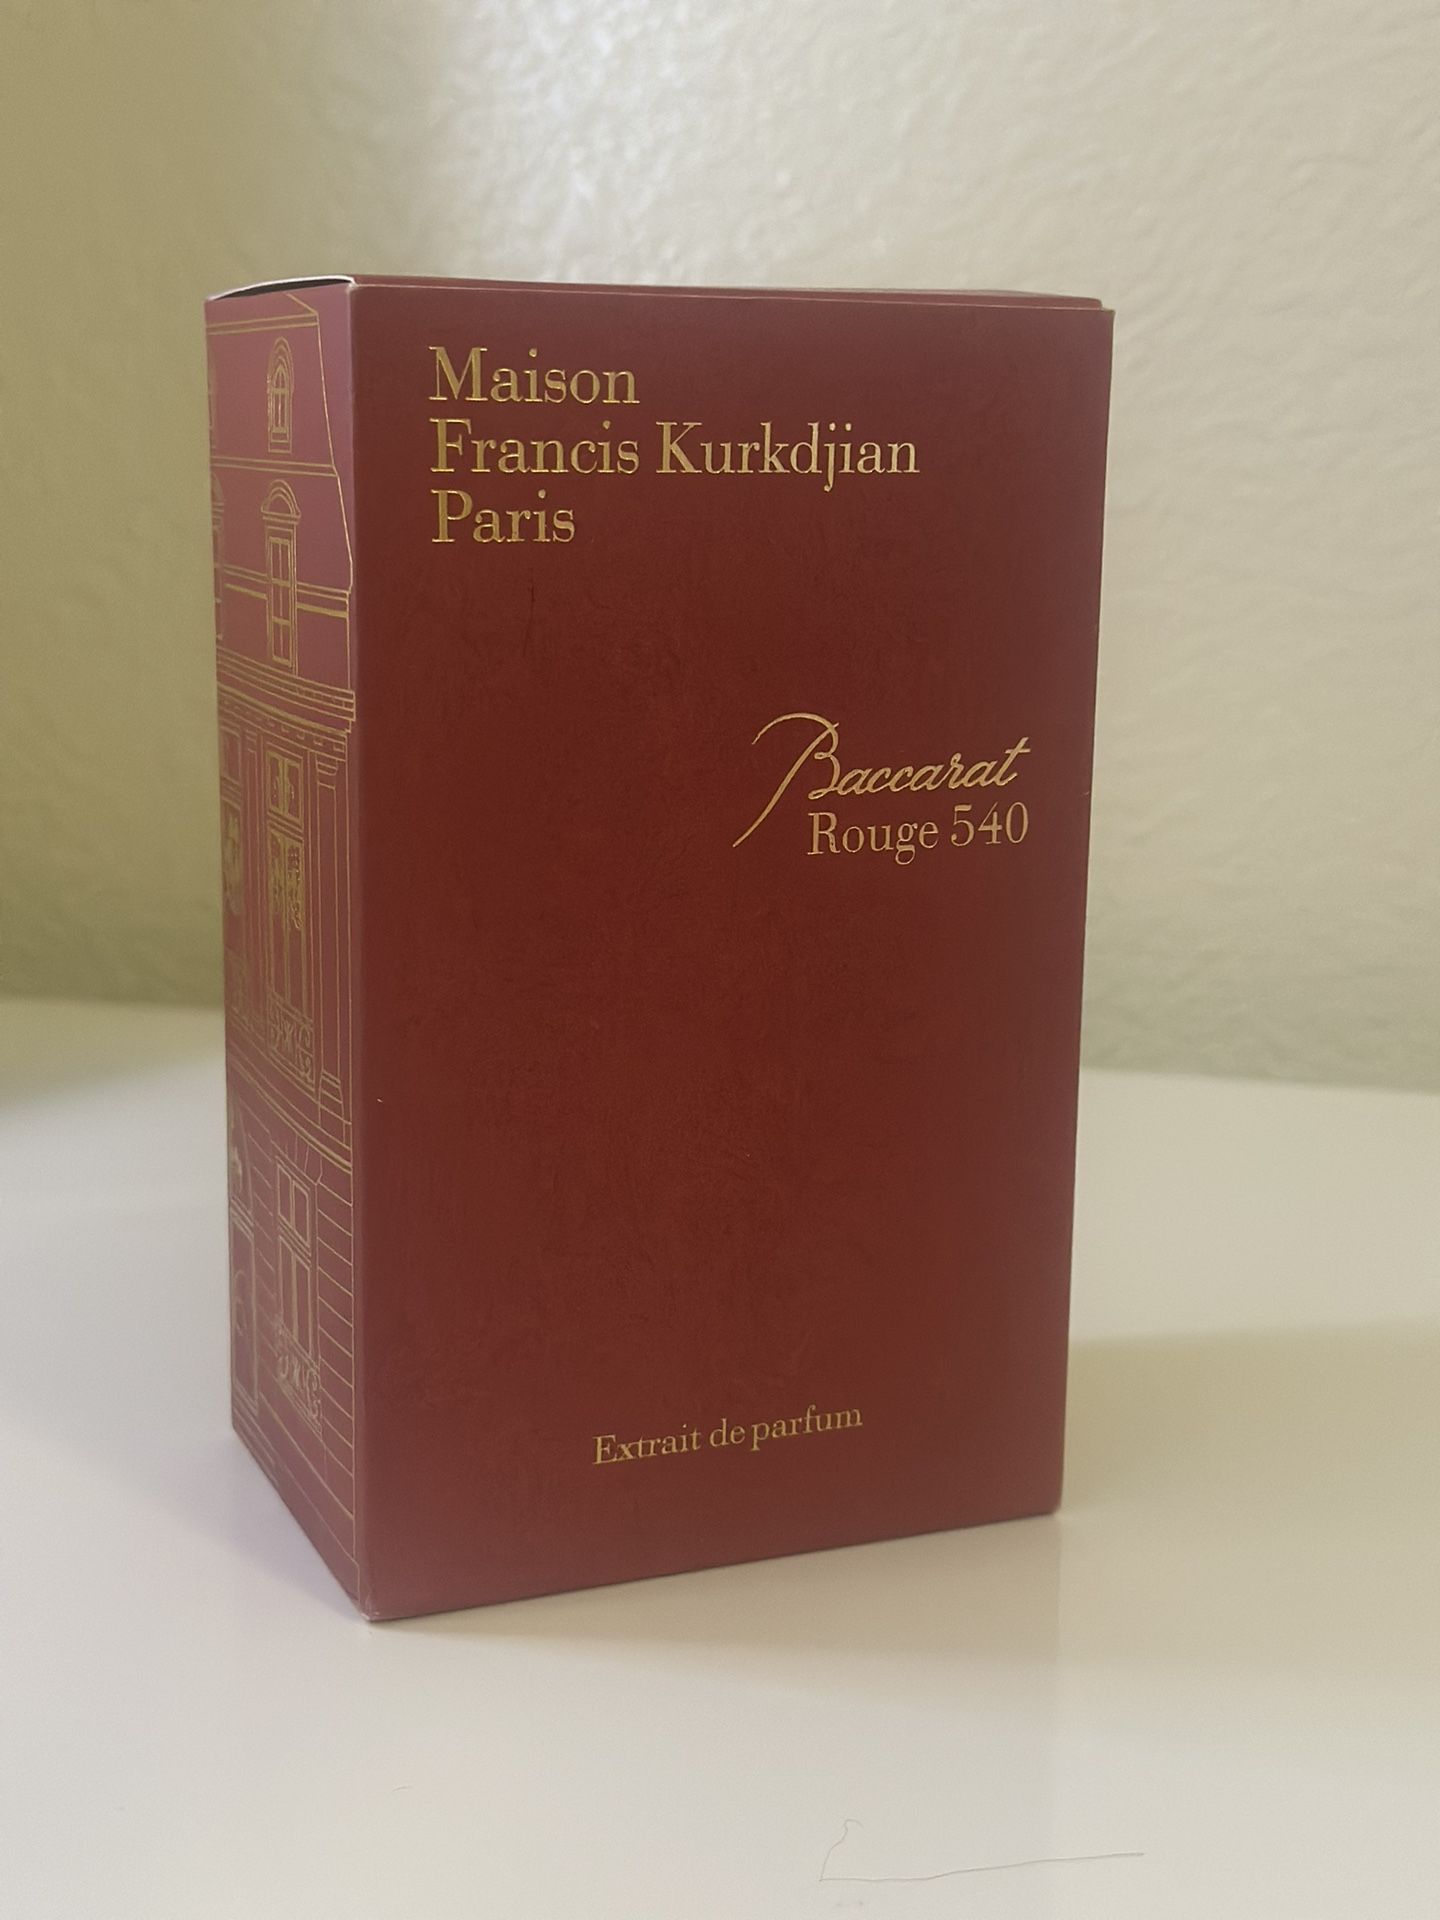 Maison
Francis Kurkdjian
Paris
Baccarat
Rouge 540
Extrait de parfum